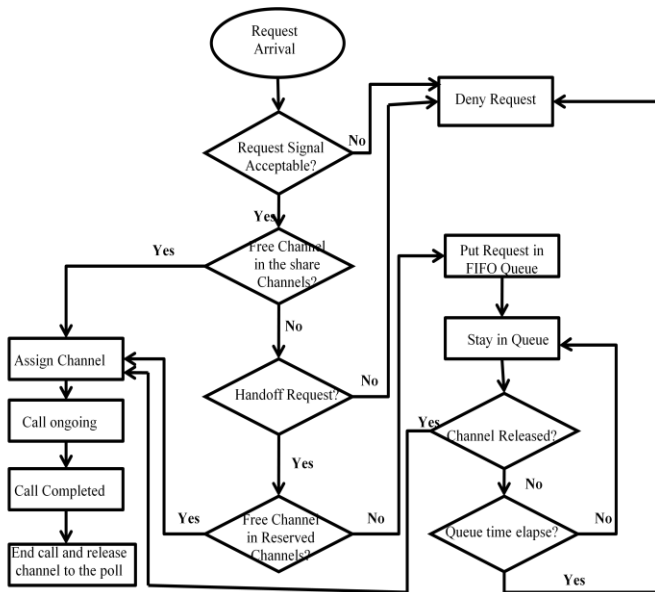 Request
Arrival
Deny Request
Request Signal
Acceptable?
No
Yes
Yes
Free Channel
in the share
Channels?
Put Request in
FIFO Queue
No
Stay in Queue
Assign Channel
Handoff Request?
No
Call ongoing
Yes
Channel Released?
Yes
No
Call Completed
Yes
Free Channel
in Reserved
Channels?
No
Queue time elapse?
No
End call and release
channel to the poll
Yes